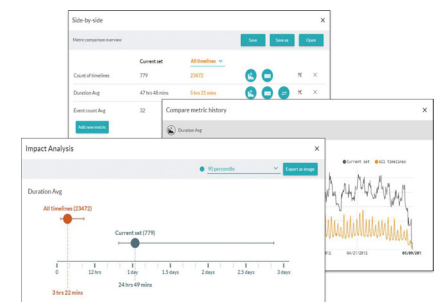 Side-by-side
Metric comparison overview
Save
Save as
Open
Current set
All timelines
Count of timelines
779
23472
Duration Avg
47 hrs 48 mins
Event count Avg
32
Add new metric
Compare metric history
Duration Avg
Current set
All timelines
04/21/2012
Impact Analysis
90 percentile
Export as image
Duration Avg
All timelines (23472)
Current set (779)
0
12 hrs
1 day
1.5 days
2 days
2.5 days
3 days
24 hrs 49 mins
3 hrs 22 mins